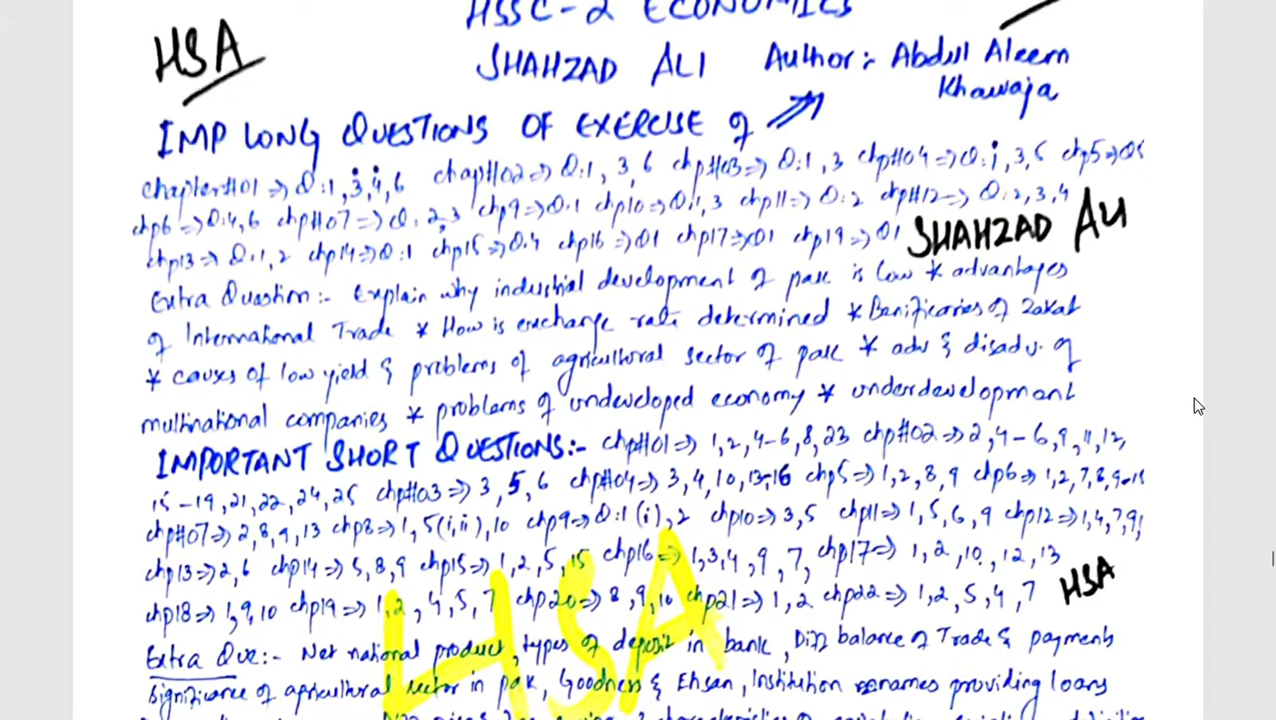 HSSC-2 ECONOMICS
HSA
SHAHZAD ALI Author:- Abdul Aleem
Khawaja
IMP LONG QUESTIONS OF EXERCISE of
chapter#01 => Q:1,3,4,6 chap#02 => Q:1,3,6 chp#03 => Q:1,3 chp#04 => Q:1,3,5 chp5 =>
chp6 => Q.4,6 chp#07 => Q.2,3 chp9 => Q.1 chp10 => Q.1,3 chp11 => Q:2 chp#12 => Q.2,3,4
chp13 => Q.1,2 chp14 => Q:1 chp15 => Q.4 chp16 => Q1 chp17 => Q1 chp19 => Q1 SHAHZAD ALI
Extra Question:- Explain why industrial development of pak is low * advantages
of International Trade * How is exchange rate determined * Benificaries of Zakat
* causes of low yield & problems of agricultural sector of pak * adv & disadv. of
multinational companies * problems of undeveloped economy * underdevelopment
IMPORTANT SHORT QUESTIONS:- chp#01 => 1,2,4-6,8,23 chp#02 => 2,4-6,9,11,12,
15-19,21,22,24,25 chp#03 => 3,5,6 chp#04 => 3,4,10,13-16 chp5 => 1,2,8,9 chp6 => 1,2,7,8,9-15
chp#07 => 2,8,9,13 chp8 => 1,5(i,ii),10 chp9 => Q:1(i),2 chp10 => 3,5 chp11 => 1,5,6,9 chp12 => 1,4,7,9,
chp13 => 2,6 chp14 => 5,8,9 chp15 => 1,2,5,15 chp16 => 1,3,4,9,7, chp17 => 1,2,10,12,13
HSA
chp18 => 1,9,10 chp19 => 1,2,4,5,7 chp20 => 8,9,10 chp21 => 1,2 chp22 => 1,2,5,4,7
Extra Que:- Net national product, types of deposit in bank, Diff balance of Trade & payments
significance of agricultural sector in pak, Goodness & Ehsan, Institution names providing loans
HSA